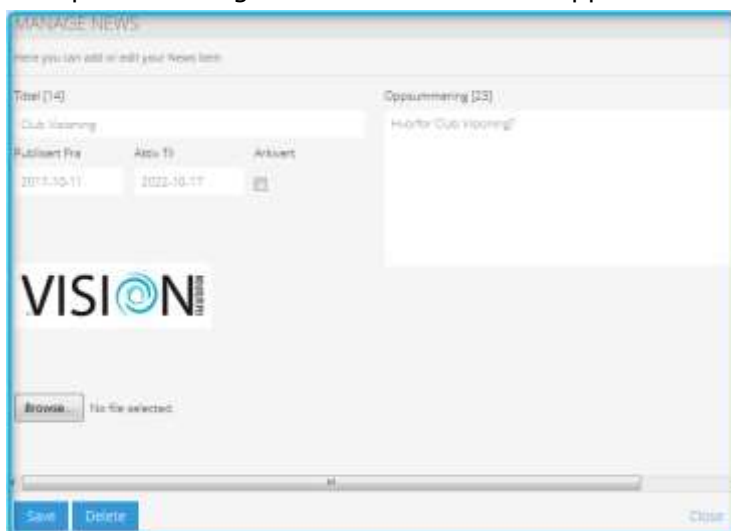 MANAGE NEWS
Here you can add or edit your News item
Tittel [14]
Oppsummering [23]
Club Visioning
Hvorfor Club Visioning?
Publisert Fra Aktiv Til Arkivert
2017-10-11 2022-10-17
VISION
Browse... No file selected.
Save Delete
Close